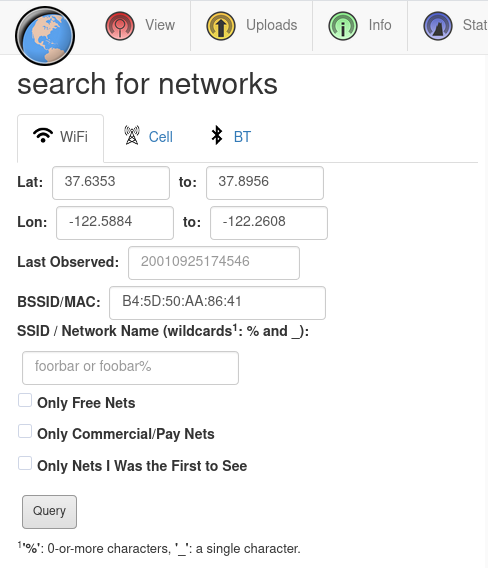 View Uploads Info Stat
search for networks
WiFi Cell BT
Lat: 37.6353 to: 37.8956
Lon: -122.5884 to: -122.2608
Last Observed: 20010925174546
BSSID/MAC: B4:5D:50:AA:86:41
SSID / Network Name (wildcards¹: % and _):
foorbar or foobar%
Only Free Nets
Only Commercial/Pay Nets
Only Nets I Was the First to See
Query
¹'%': 0-or-more characters, '_': a single character.